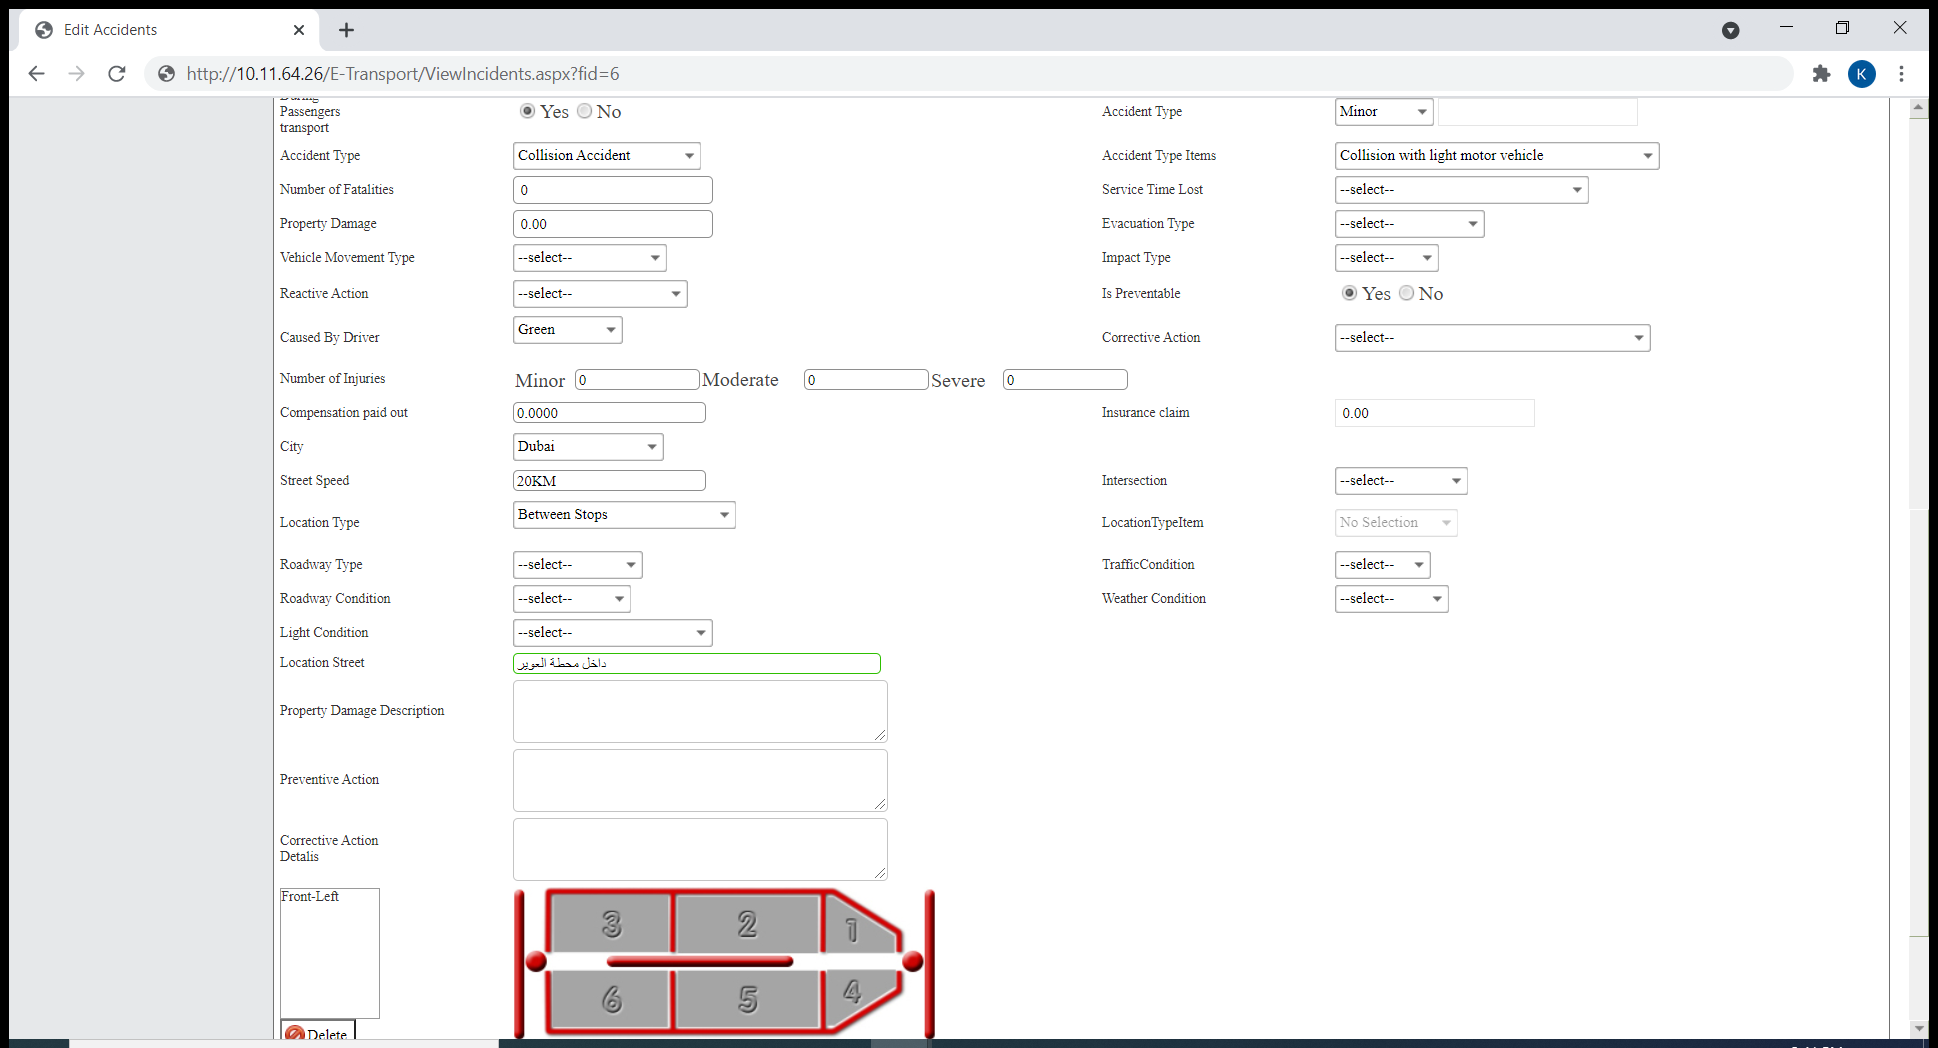 Edit Accidents
http://10.11.64.26/E-Transport/ViewIncidents.aspx?fid=6
K
During
Passengers
transport
Yes No
Accident Type
Minor
Accident Type
Collision Accident
Accident Type Items
Collision with light motor vehicle
Number of Fatalities
0
Service Time Lost
--select--
Property Damage
0.00
Evacuation Type
--select--
Vehicle Movement Type
--select--
Impact Type
--select--
Reactive Action
--select--
Is Preventable
Yes No
Caused By Driver
Green
Corrective Action
--select--
Number of Injuries
Minor 0 Moderate 0 Severe 0
Compensation paid out
0.0000
Insurance claim
0.00
City
Dubai
Street Speed
20KM
Intersection
--select--
Location Type
Between Stops
LocationTypeItem
No Selection
Roadway Type
--select--
TrafficCondition
--select--
Roadway Condition
--select--
Weather Condition
--select--
Light Condition
--select--
Location Street
داخل محطة العوير
Property Damage Description
Preventive Action
Corrective Action
Detalis
Front-Left
3 2 1
6 5 4
Delete